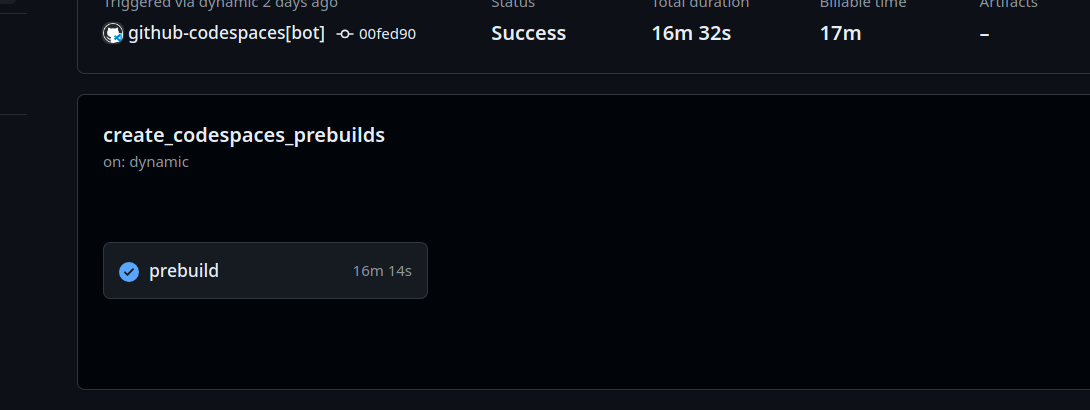 Triggered via dynamic 2 days ago
Status
Total duration
Billable time
Artifacts
github-codespaces[bot] 00fed90
Success
16m 32s
17m
–
create_codespaces_prebuilds
on: dynamic
prebuild
16m 14s